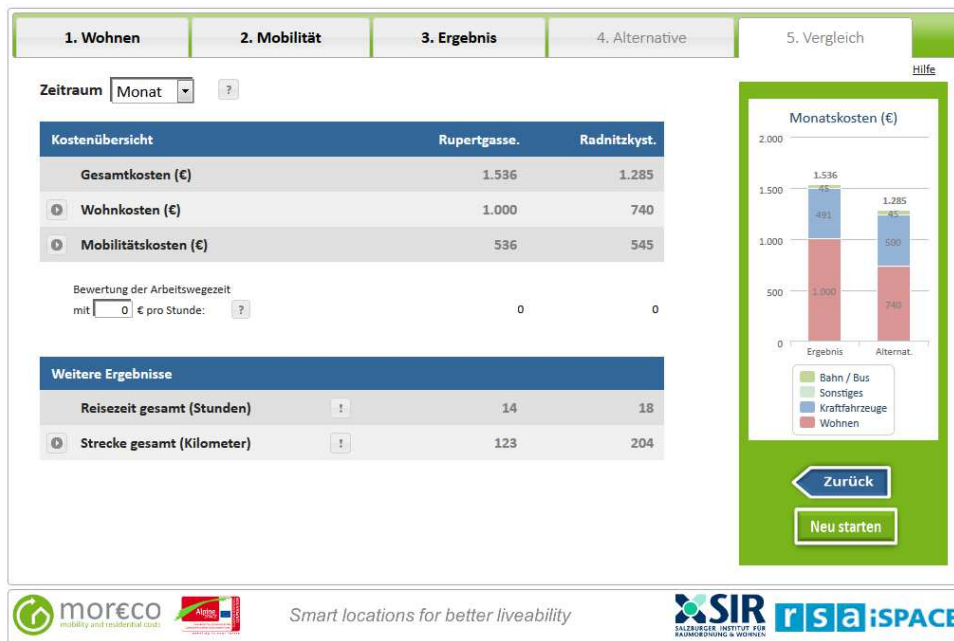 1. Wohnen 2. Mobilität 3. Ergebnis 4. Alternative 5. Vergleich
Hilfe
Zeitraum Monat ?
Kostenübersicht Rupertgasse. Radnitzkyst.
Gesamtkosten (€) 1.536 1.285
Wohnkosten (€) 1.000 740
Mobilitätskosten (€) 536 545
Bewertung der Arbeitswegezeit
mit 0 € pro Stunde: ? 0 0
Weitere Ergebnisse
Reisezeit gesamt (Stunden) ! 14 18
Strecke gesamt (Kilometer) ! 123 204
Monatskosten (€)
2.000
1.500
1.000
500
0
1.536
45
491
1.000
1.285
45
500
740
Ergebnis Alternat.
Bahn / Bus
Sonstiges
Kraftfahrzeuge
Wohnen
Zurück
Neu starten
mor€co
mobility and residential costs
Alpine
Smart locations for better liveability
SIR
SALZBURGER INSTITUT FÜR
RAUMORDNUNG & WOHNEN
rsa iSPACE